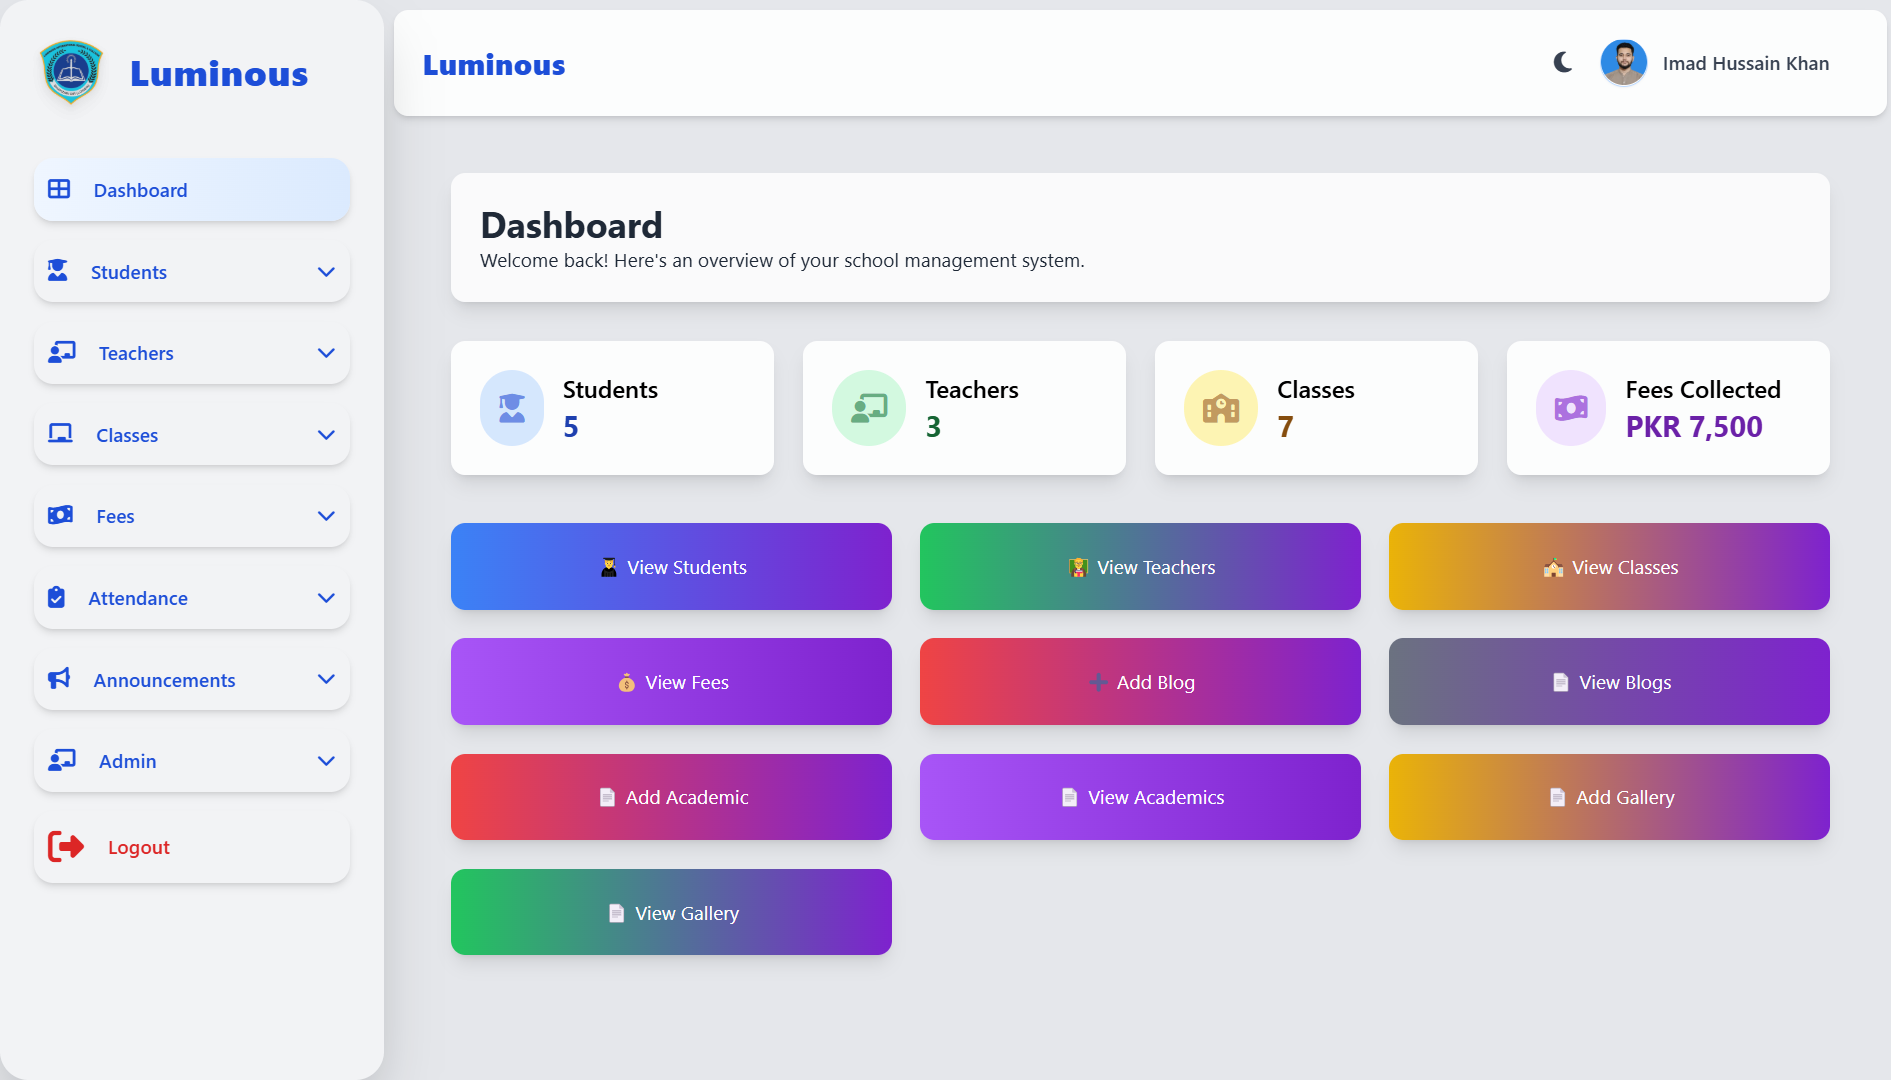 Luminous
Dashboard
Students
Teachers
Classes
Fees
Attendance
Announcements
Admin
Logout
Luminous
Imad Hussain Khan
Dashboard
Welcome back! Here's an overview of your school management system.
Students
5
Teachers
3
Classes
7
Fees Collected
PKR 7,500
View Students
View Teachers
View Classes
View Fees
Add Blog
View Blogs
Add Academic
View Academics
Add Gallery
View Gallery